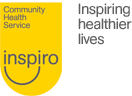 Community
Health
Service
inspiro
Inspiring
healthier
lives